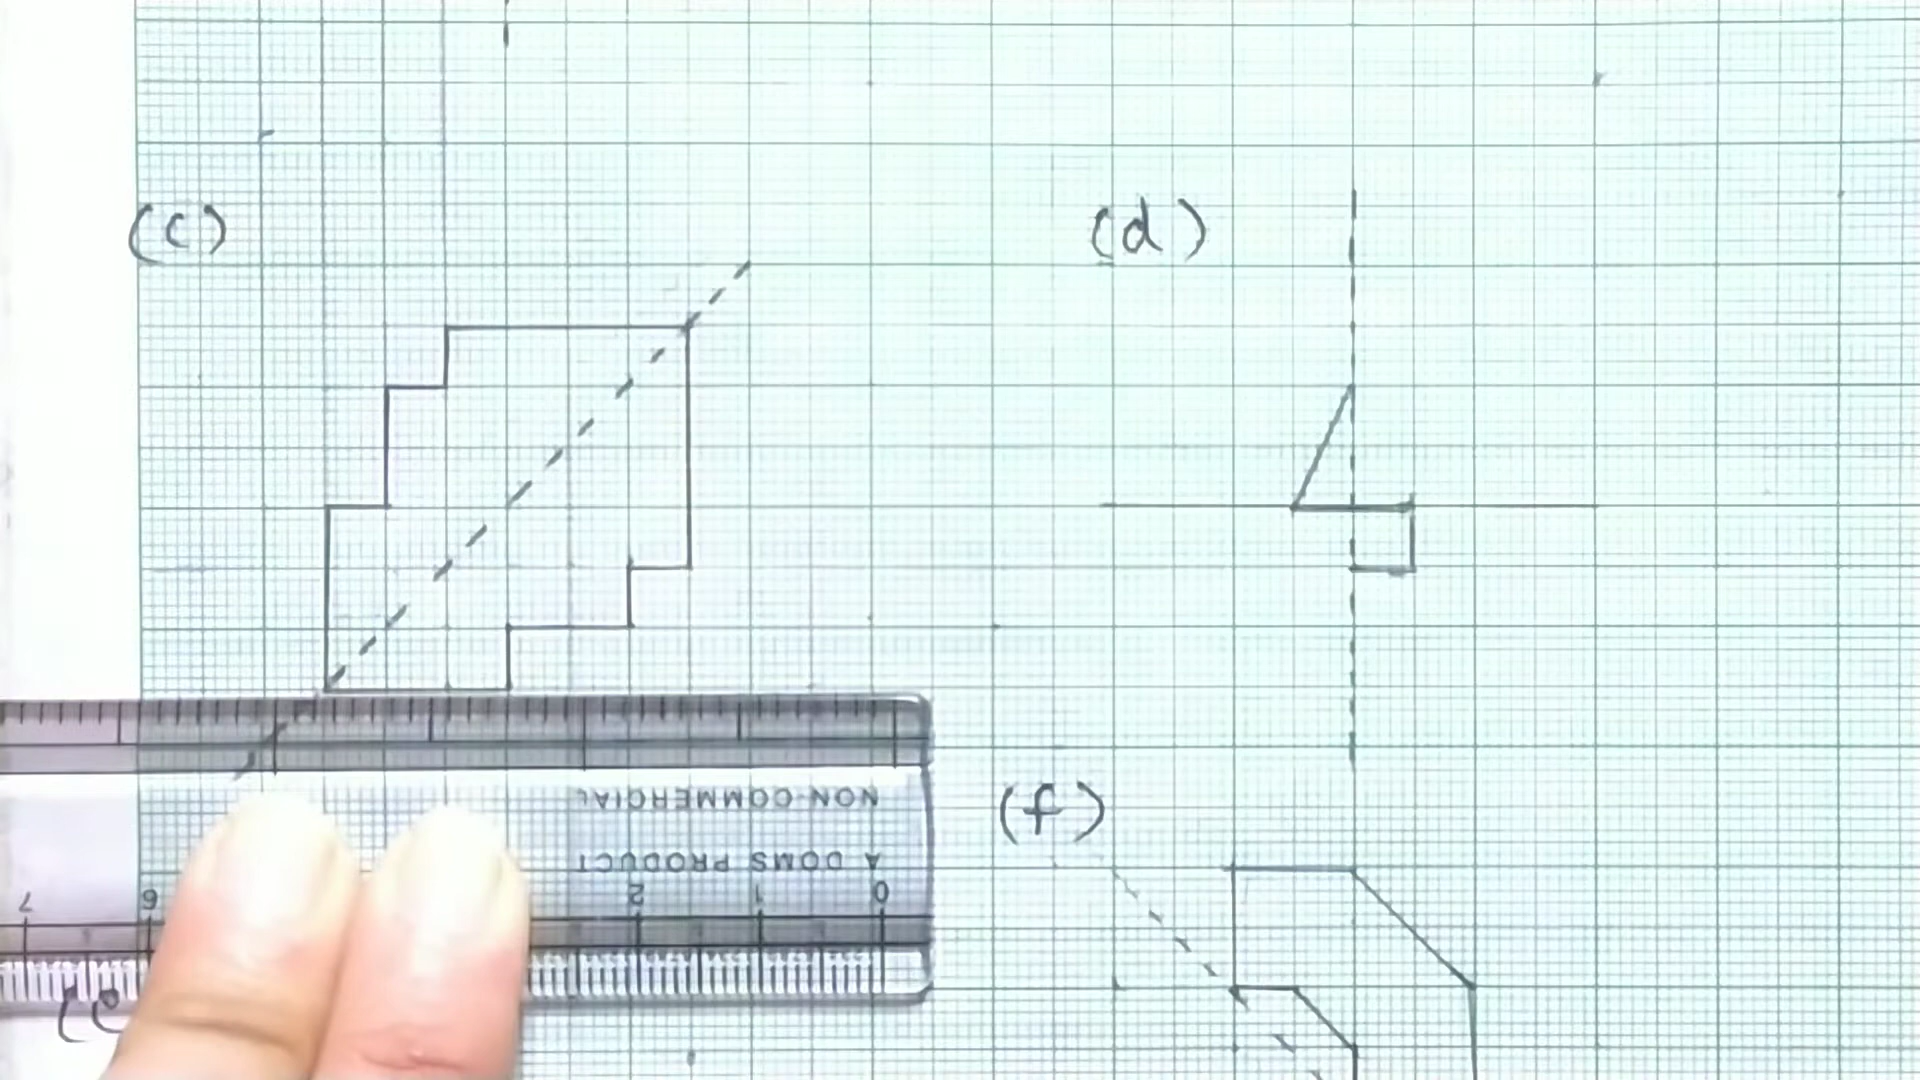 (c)
(d)
NON COMMERCIAL
(f)
A DOMS PRODUCT
7 6 2 1 0
(e